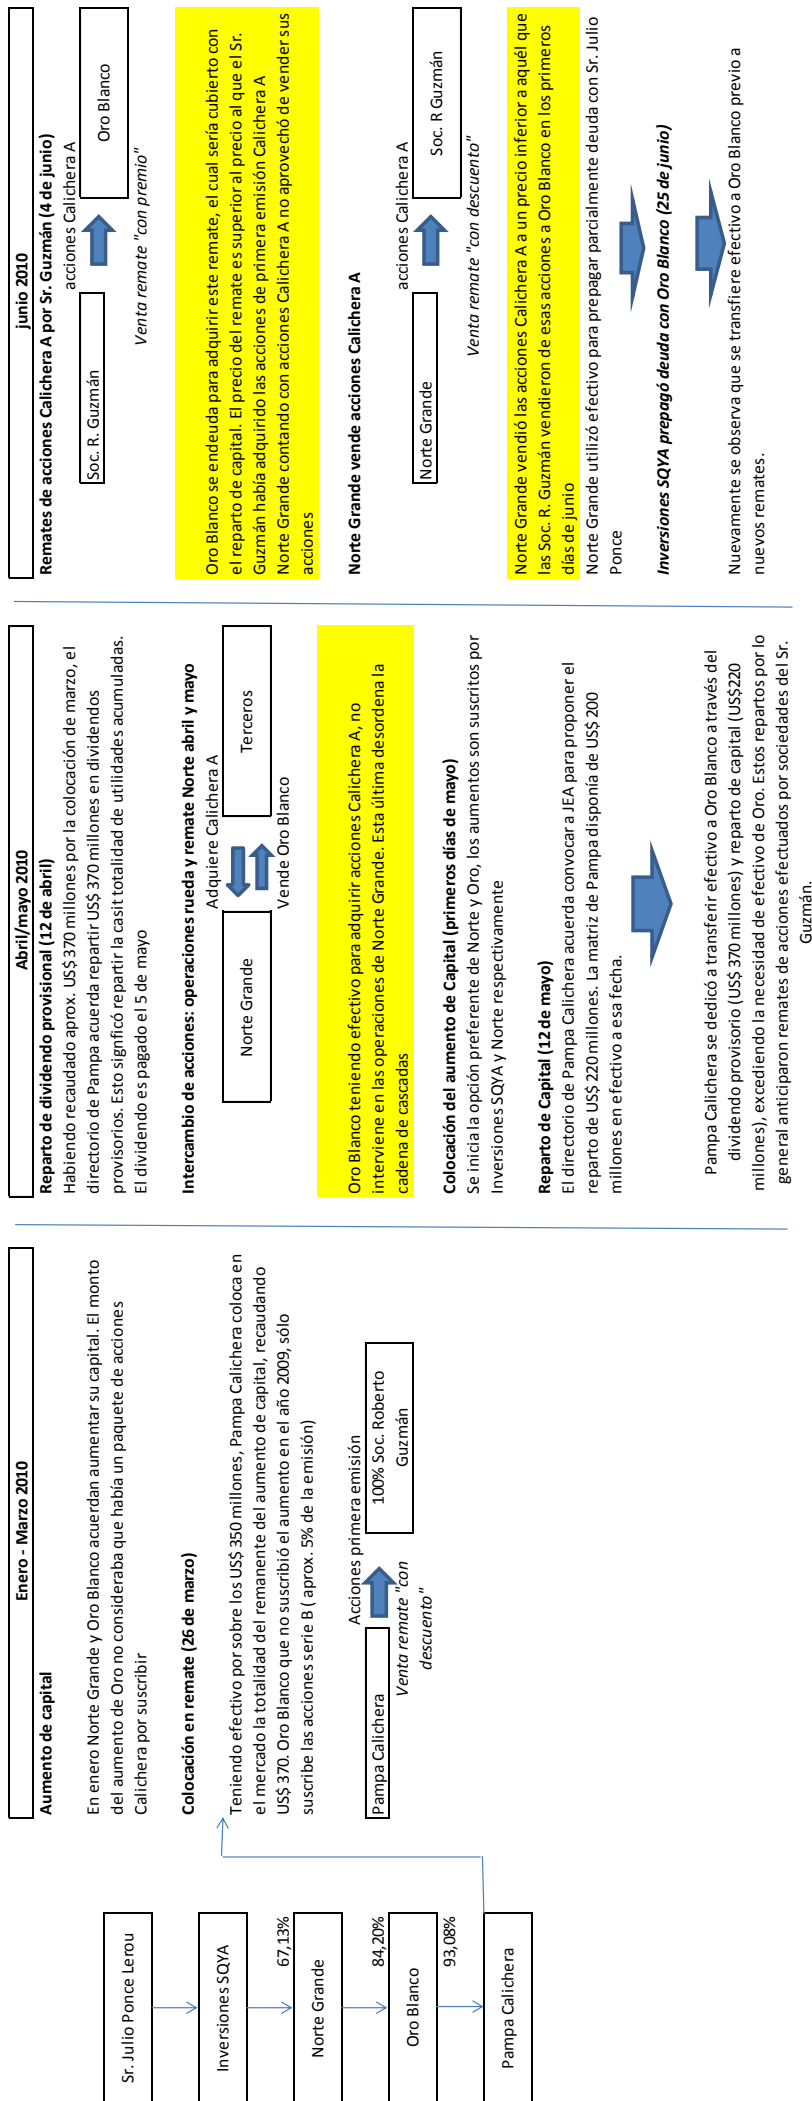 Sr. Julio Ponce Lerou
Inversiones SQYA
67,13%
Norte Grande
84,20%
Oro Blanco
93,08%
Pampa Calichera
Enero - Marzo 2010
Aumento de capital
En enero Norte Grande y Oro Blanco acuerdan aumentar su capital. El monto
del aumento de Oro no consideraba que había un paquete de acciones
Calichera por suscribir
Colocación en remate (26 de marzo)
Teniendo efectivo por sobre los US$ 350 millones, Pampa Calichera coloca en
el mercado la totalidad del remanente del aumento de capital, recaudando
US$ 370. Oro Blanco que no suscribió el aumento en el año 2009, sólo
suscribe las acciones serie B ( aprox. 5% de la emisión)
Acciones primera emisión
Pampa Calichera
100% Soc. Roberto
Guzmán
Venta remate "con
descuento"
Abril/mayo 2010
Reparto de dividendo provisional (12 de abril)
Habiendo recaudado aprox. US$ 370 millones por la colocación de marzo, el
directorio de Pampa acuerda repartir US$ 370 millones en dividendos
provisorios. Esto signficó repartir la casit totalidad de utilidades acumuladas.
El dividendo es pagado el 5 de mayo
Intercambio de acciones: operaciones rueda y remate Norte abril y mayo
Adquiere Calichera A
Norte Grande
Terceros
Vende Oro Blanco
Oro Blanco teniendo efectivo para adquirir acciones Calichera A, no
interviene en las operaciones de Norte Grande. Esta última desordena la
cadena de cascadas
Colocación del aumento de Capital (primeros días de mayo)
Se inicia la opción preferente de Norte y Oro, los aumentos son suscritos por
Inversiones SQYA y Norte respectivamente
Reparto de Capital (12 de mayo)
El directorio de Pampa Calichera acuerda convocar a JEA para proponer el
reparto de US$ 220 millones. La matriz de Pampa disponía de US$ 200
millones en efectivo a esa fecha.
Pampa Calichera se dedicó a transferir efectivo a Oro Blanco a través del
dividendo provisorio (US$ 370 millones) y reparto de capital (US$220
millones), excediendo la necesidad de efectivo de Oro. Estos repartos por lo
general anticiparon remates de acciones efectuados por sociedades del Sr.
Guzmán.
junio 2010
Remates de acciones Calichera A por Sr. Guzmán (4 de junio)
acciones Calichera A
Soc. R. Guzmán
Oro Blanco
Venta remate "con premio"
Oro Blanco se endeuda para adquirir este remate, el cual sería cubierto con
el reparto de capital. El precio del remate es superior al precio al que el Sr.
Guzmán había adquirido las acciones de primera emisión Calichera A
Norte Grande contando con acciones Calichera A no aprovechó de vender sus
acciones
Norte Grande vende acciones Calichera A
acciones Calichera A
Norte Grande
Soc. R Guzmán
Venta remate "con descuento"
Norte Grande vendió las acciones Calichera A a un precio inferior a aquél que
las Soc. R. Guzmán vendieron de esas acciones a Oro Blanco en los primeros
días de junio
Norte Grande utilizó efectivo para prepagar parcialmente deuda con Sr. Julio
Ponce
Inversiones SQYA prepagó deuda con Oro Blanco (25 de junio)
Nuevamente se observa que se transfiere efectivo a Oro Blanco previo a
nuevos remates.